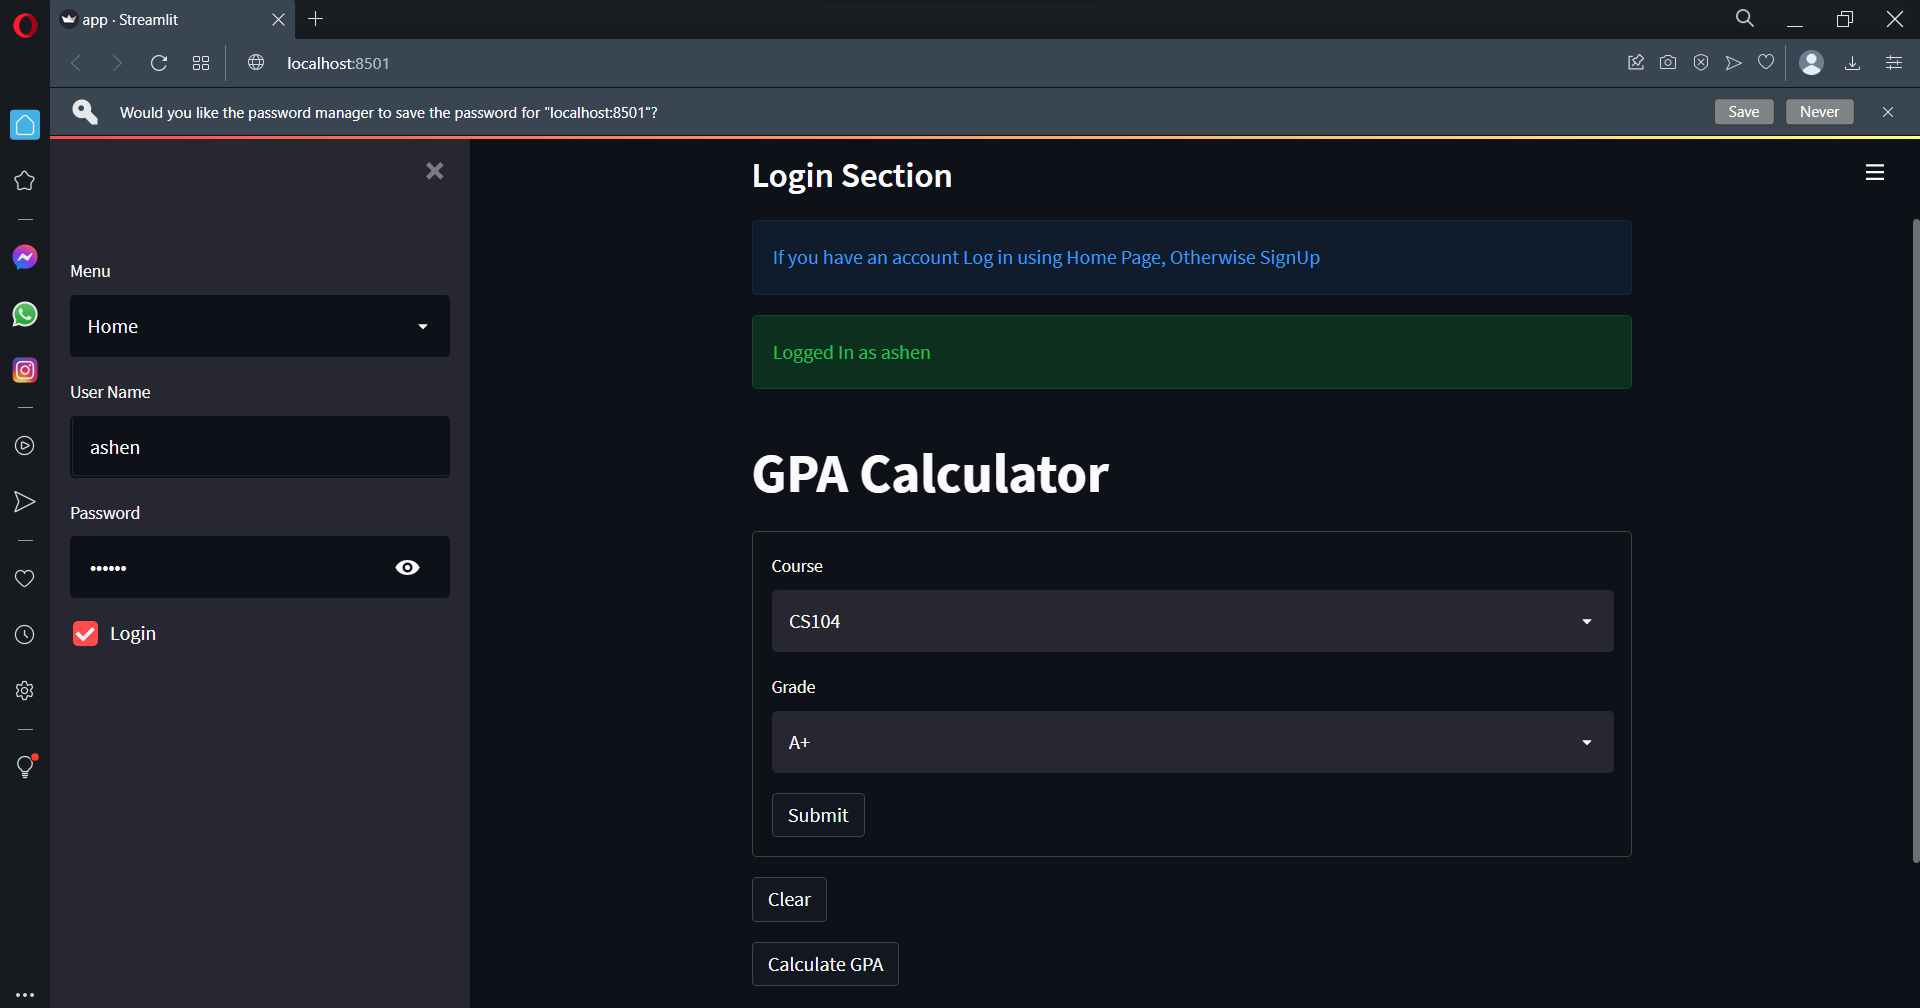 app · Streamlit
localhost:8501
Would you like the password manager to save the password for "localhost:8501"?
Save
Never
Menu
Home
User Name
ashen
Password
••••••
Login
Login Section
If you have an account Log in using Home Page, Otherwise SignUp
Logged In as ashen
GPA Calculator
Course
CS104
Grade
A+
Submit
Clear
Calculate GPA